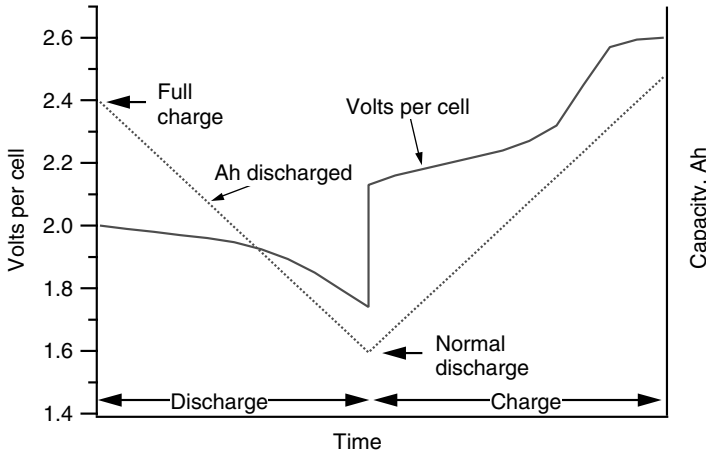 2.6
2.4
2.2
2.0
1.8
1.6
1.4
Volts per cell
Full
charge
Ah discharged
Volts per cell
Normal
discharge
Discharge
Charge
Time
Capacity, Ah